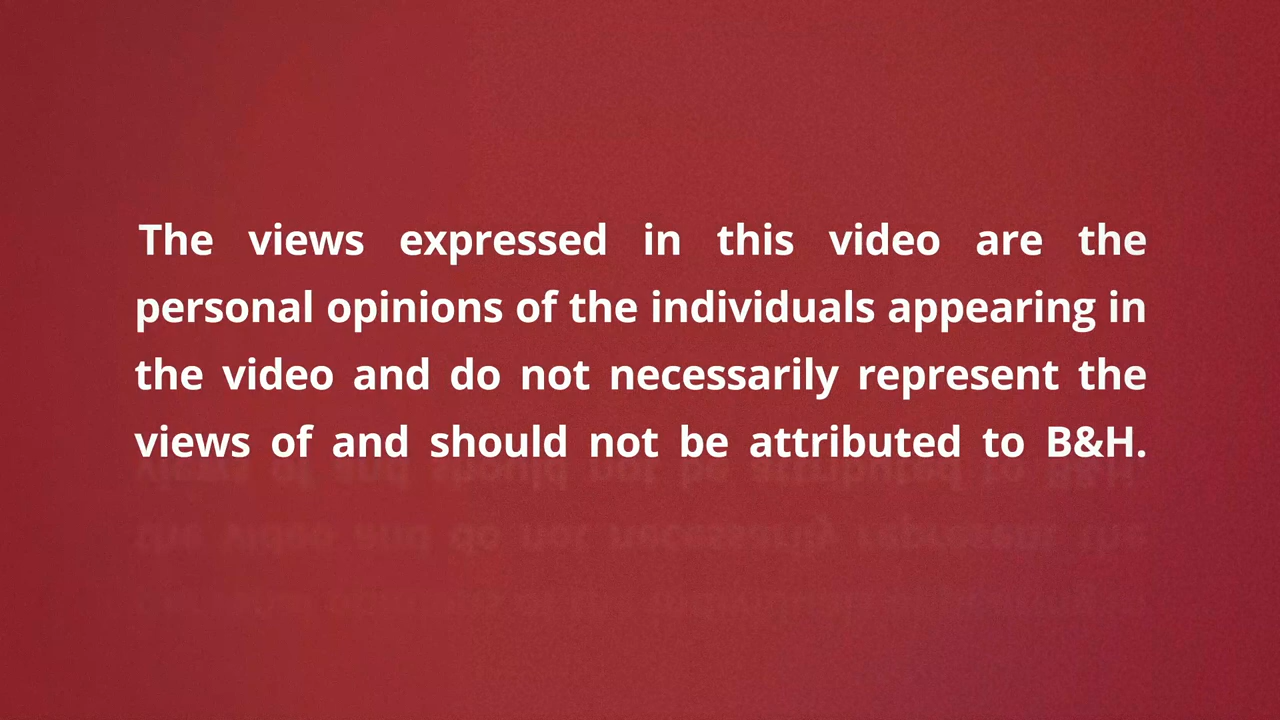 The views expressed in this video are the
personal opinions of the individuals appearing in
the video and do not necessarily represent the
views of and should not be attributed to B&H.